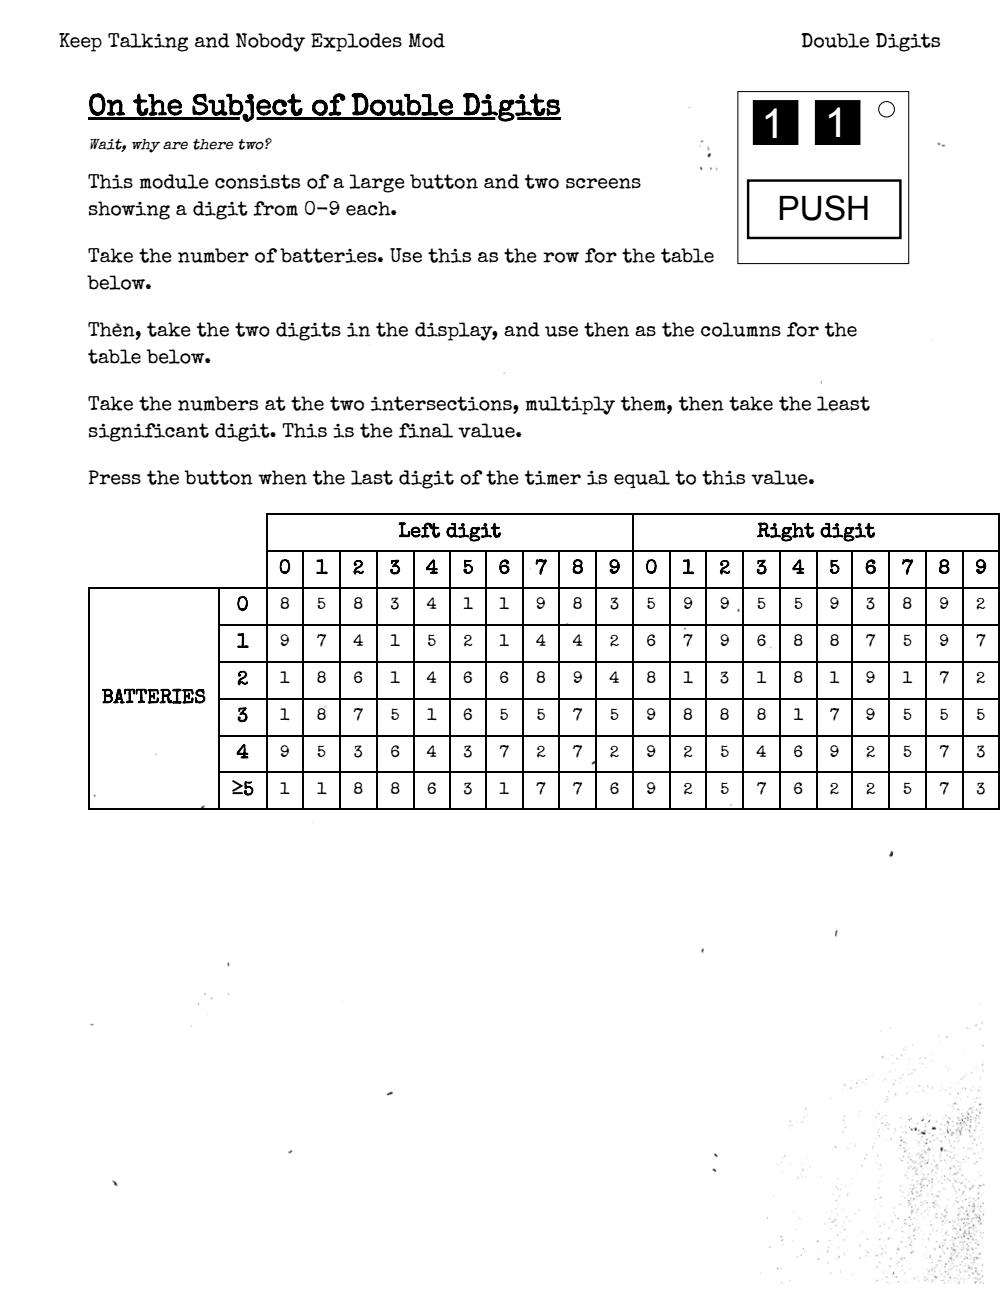 Keep Talking and Nobody Explodes Mod Double Digits
On the Subject of Double Digits
1 1
Wait, why are there two?
PUSH
This module consists of a large button and two screens
showing a digit from 0-9 each.
Take the number of batteries. Use this as the row for the table
below.
Then, take the two digits in the display, and use then as the columns for the
table below.
Take the numbers at the two intersections, multiply them, then take the least
significant digit. This is the final value.
Press the button when the last digit of the timer is equal to this value.
Left digit Right digit
0 1 2 3 4 5 6 7 8 9 0 1 2 3 4 5 6 7 8 9
BATTERIES
0 8 5 8 3 4 1 1 9 8 3 5 9 9 5 5 9 3 8 9 2
1 9 7 4 1 5 2 1 4 4 2 6 7 9 6 8 8 7 5 9 7
2 1 8 6 1 4 6 6 8 9 4 8 1 3 1 8 1 9 1 7 2
3 1 8 7 5 1 6 5 5 7 5 9 8 8 8 1 7 9 5 5 5
4 9 5 3 6 4 3 7 2 7 2 9 2 5 4 6 9 2 5 7 3
≥5 1 1 8 8 6 3 1 7 7 6 9 2 5 7 6 2 2 5 7 3